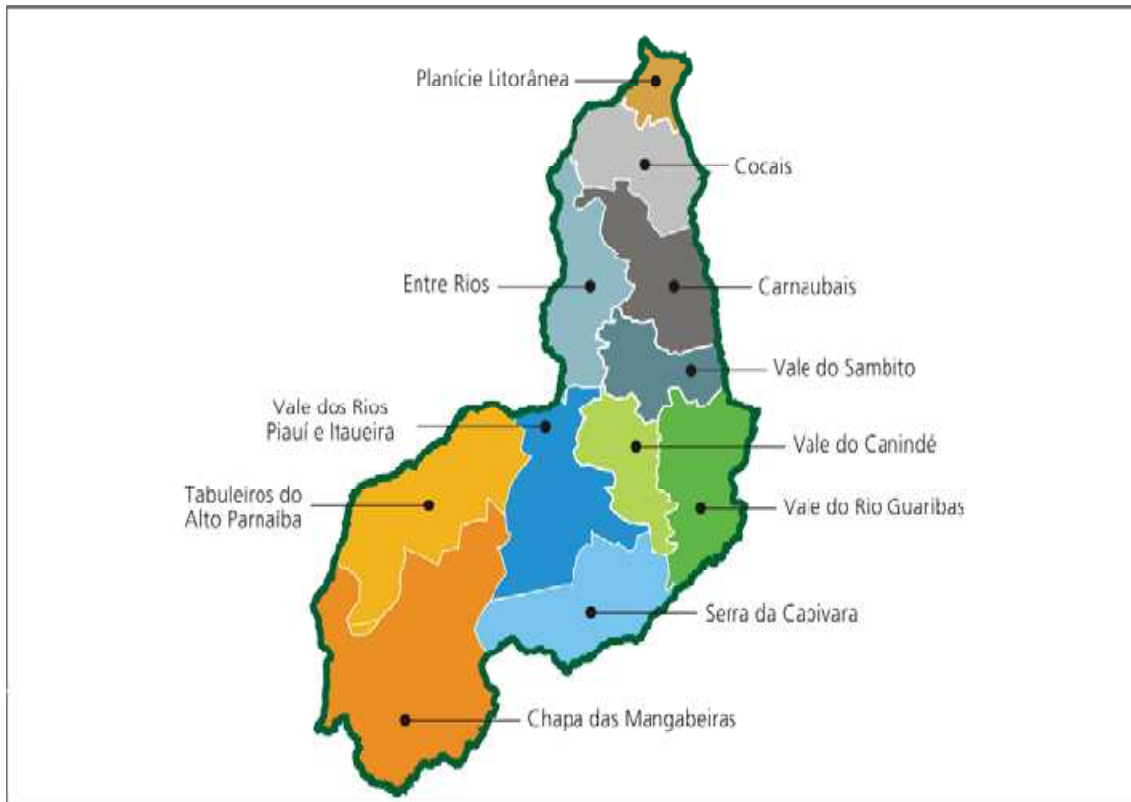 Planície Litorânea
Cocais
Entre Rios
Carnaubais
Vale do Sambito
Vale dos Rios
Piauí e Itaueira
Vale do Canindé
Tabuleiros do
Alto Parnaíba
Vale do Rio Guaribas
Serra da Capivara
Chapa das Mangabeiras